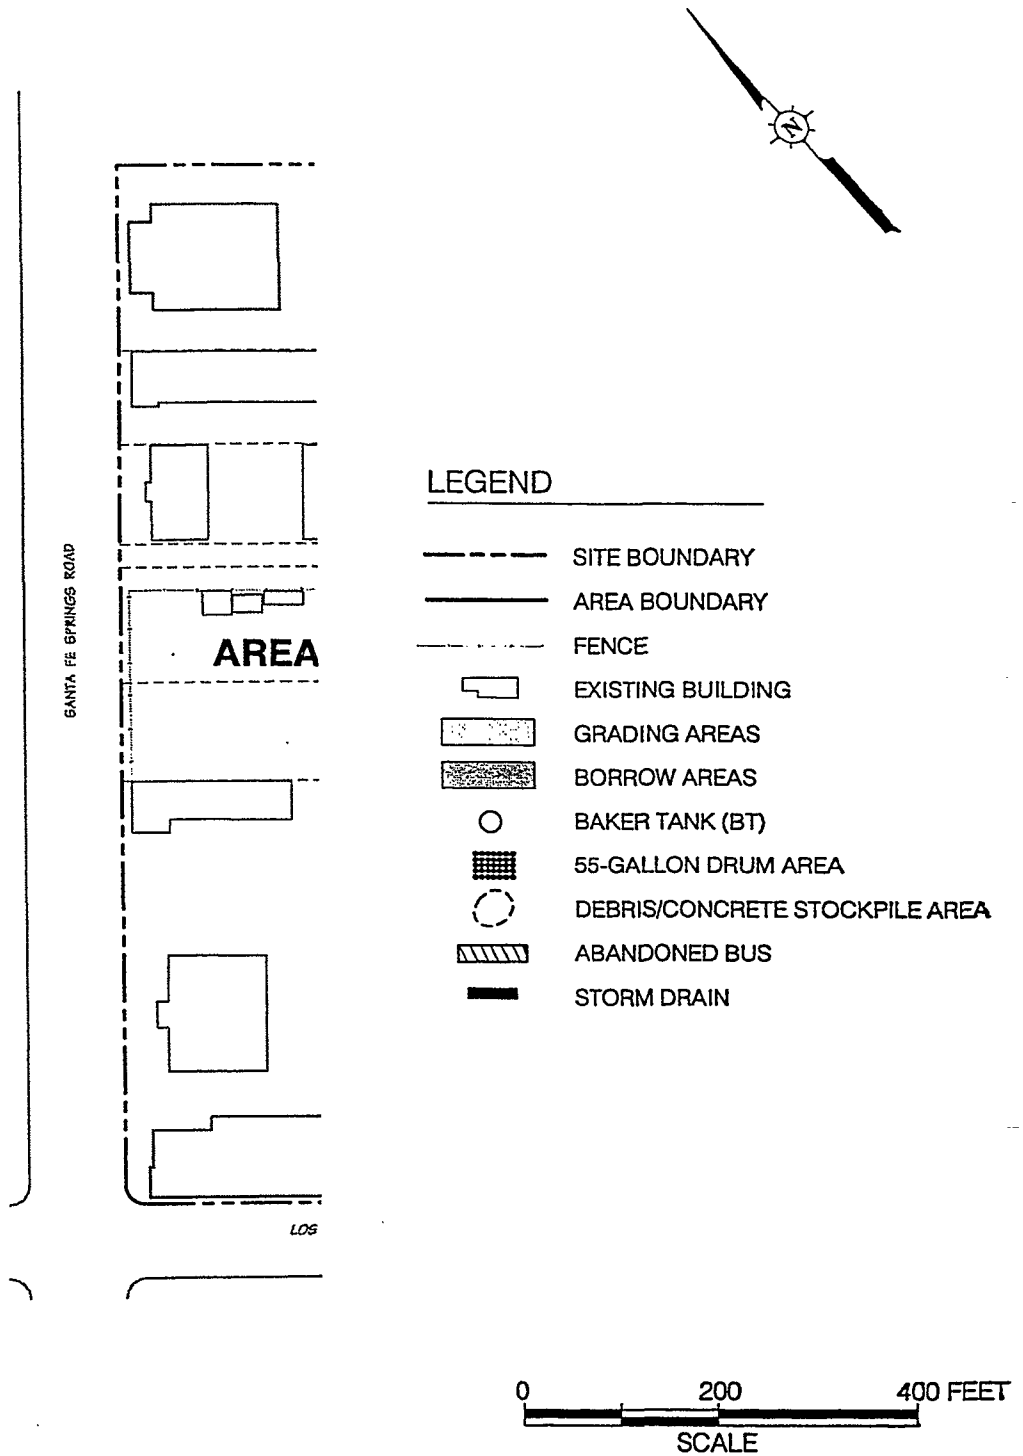 N
SANTA FE SPRINGS ROAD
AREA
LOS
LEGEND
SITE BOUNDARY
AREA BOUNDARY
FENCE
EXISTING BUILDING
GRADING AREAS
BORROW AREAS
BAKER TANK (BT)
55-GALLON DRUM AREA
DEBRIS/CONCRETE STOCKPILE AREA
ABANDONED BUS
STORM DRAIN
0 200 400 FEET
SCALE